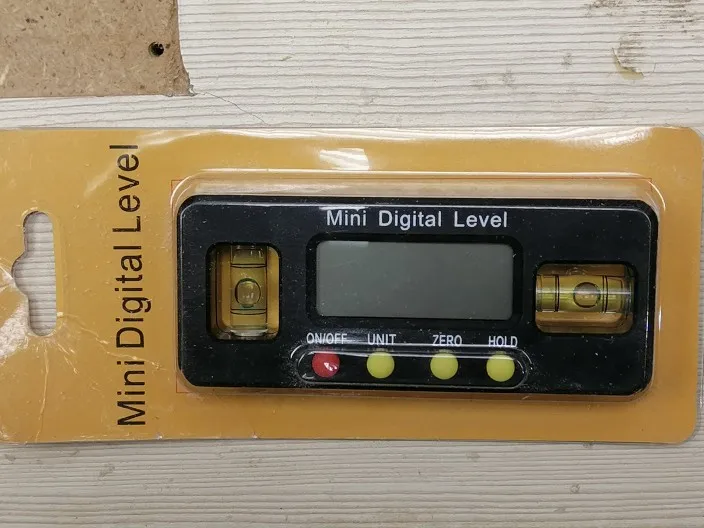 Mini Digital Level
Mini Digital Level
ON/OFF UNIT ZERO HOLD